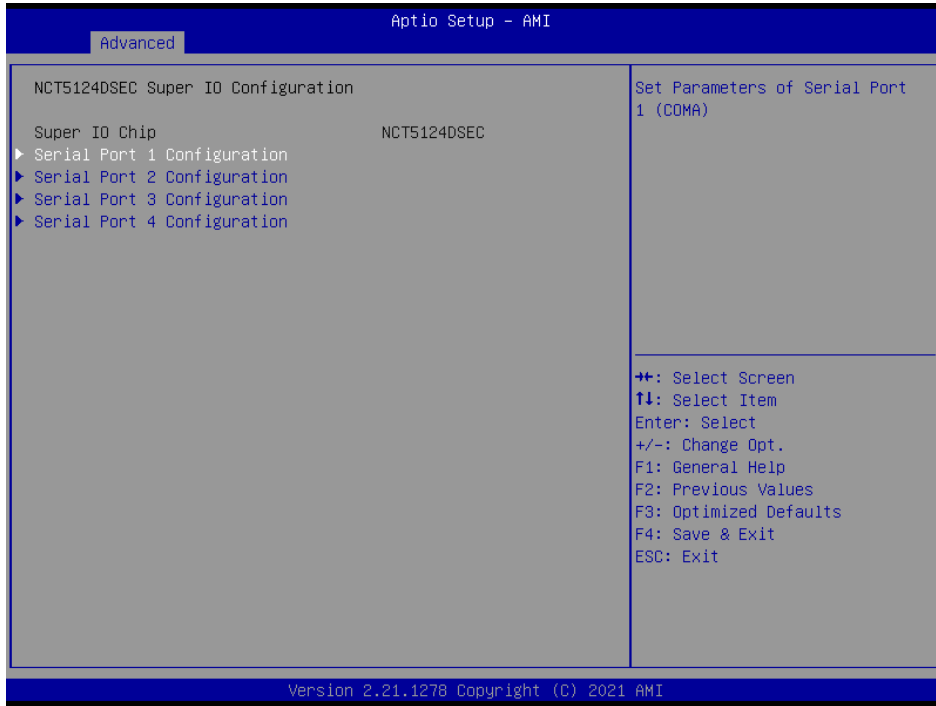 Aptio Setup - AMI
Advanced
NCT5124DSEC Super IO Configuration
Super IO Chip NCT5124DSEC
▶ Serial Port 1 Configuration
▶ Serial Port 2 Configuration
▶ Serial Port 3 Configuration
▶ Serial Port 4 Configuration
Set Parameters of Serial Port
1 (COMA)
→←: Select Screen
↑↓: Select Item
Enter: Select
+/-: Change Opt.
F1: General Help
F2: Previous Values
F3: Optimized Defaults
F4: Save & Exit
ESC: Exit
Version 2.21.1278 Copyright (C) 2021 AMI